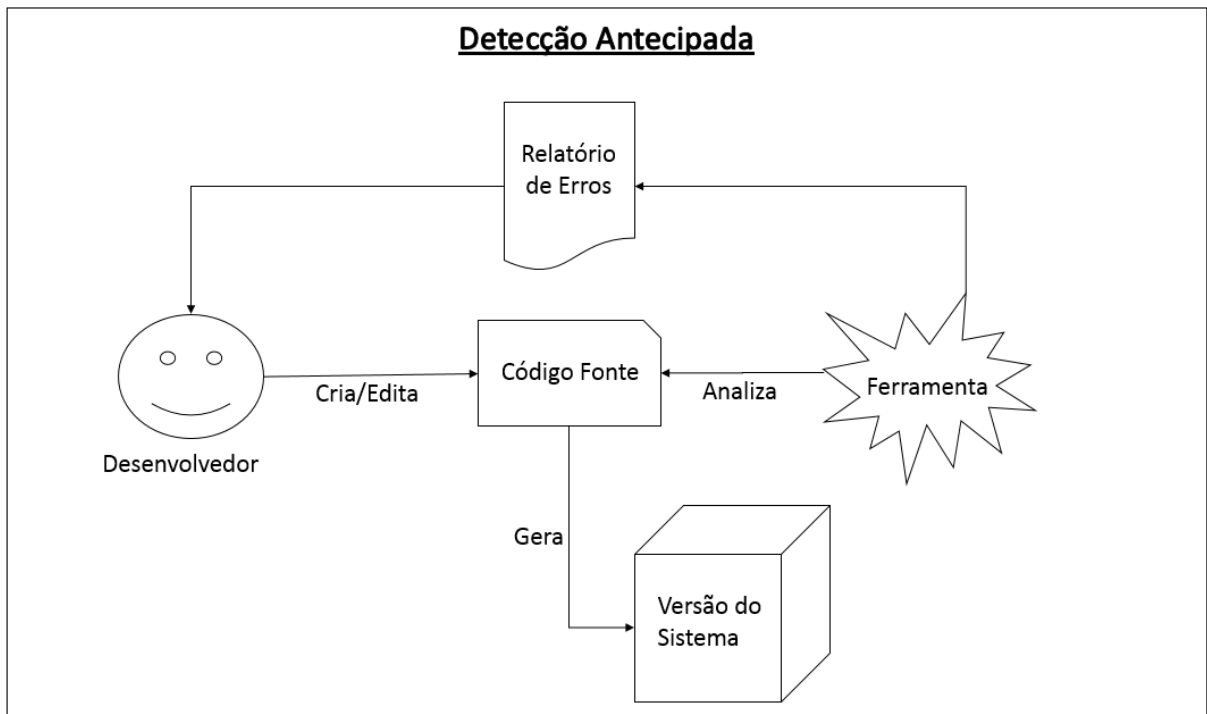 Detecção Antecipada
Relatório
de Erros
Cria/Edita
Código Fonte
Analiza
Ferramenta
Desenvolvedor
Gera
Versão do
Sistema